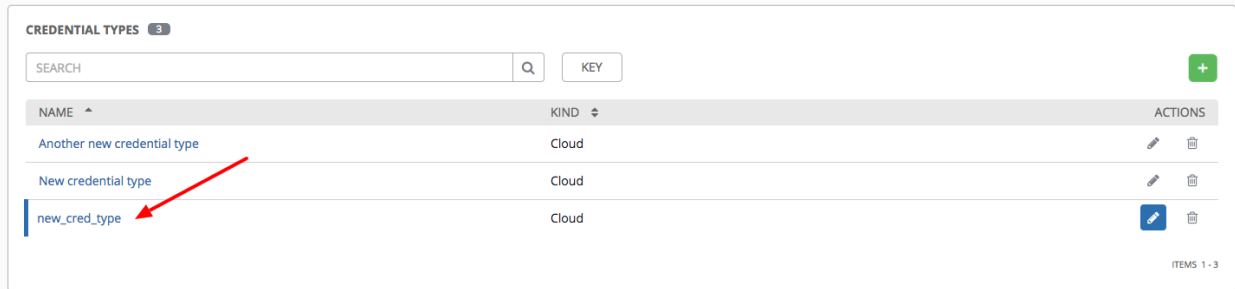 CREDENTIAL TYPES 3
SEARCH KEY +
NAME KIND ACTIONS
Another new credential type Cloud
New credential type Cloud
new_cred_type Cloud
ITEMS 1 - 3